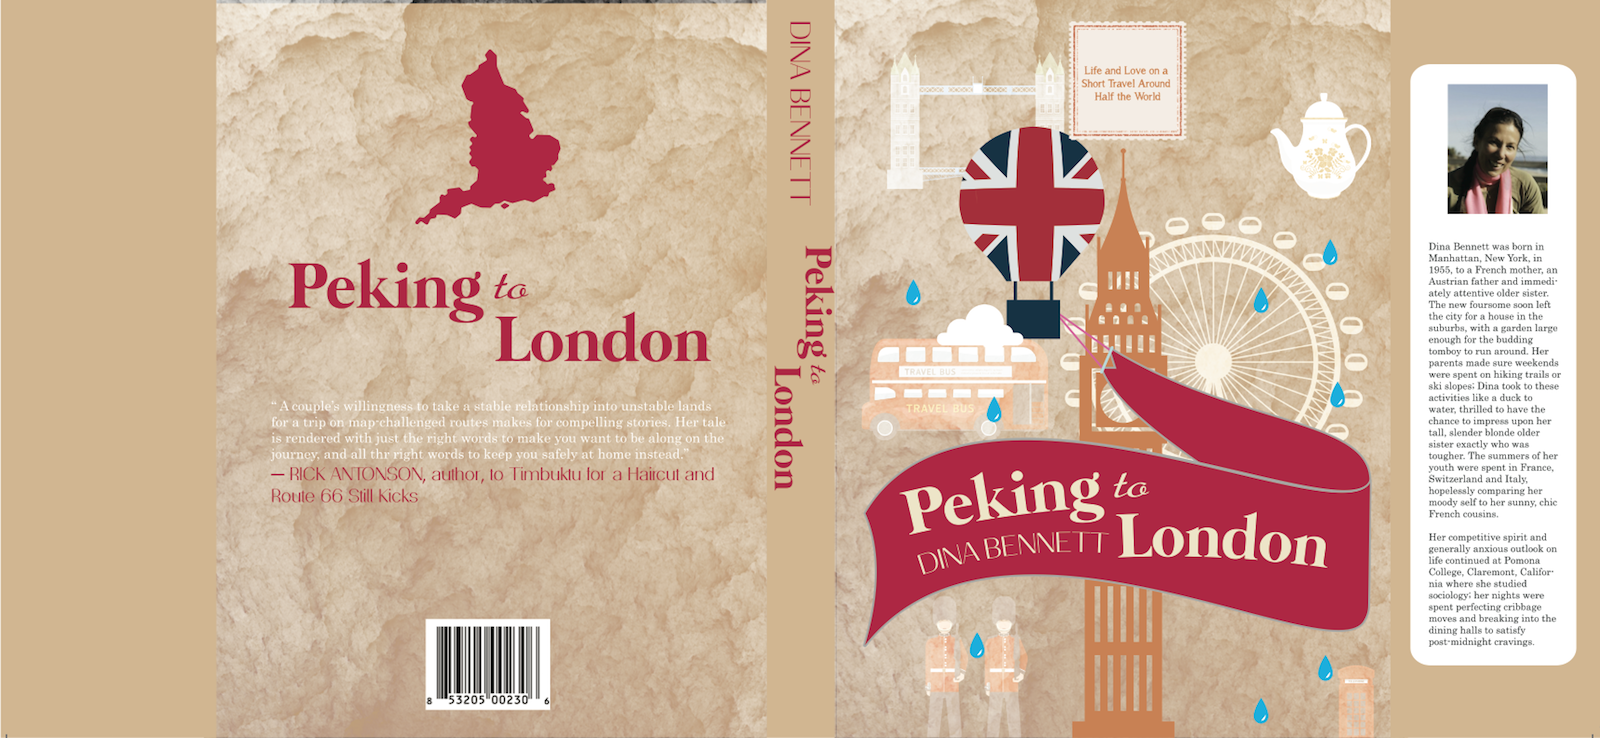 Peking to
London
“ A couple's willingness to take a stable relationship into unstable lands
for a trip on map-challenged routes makes for compelling stories. Her tale
is rendered with just the right words to make you want to be along on the
journey, and all thr right words to keep you safely at home instead.”
— RICK ANTONSON, author, to Timbuktu for a Haircut and
Route 66 Still kicks
8 53205 00230 6
DINA BENNETT
Peking to
London
Life and Love on a
Short Travel Around
Half the World
TRAVEL BUS
TRAVEL BUS
Peking to
DINA BENNETT London
Dina Bennett was born in
Manhattan, New York, in
1955, to a French mother, an
Austrian father and immedi-
ately attentive older sister.
The new foursome soon left
the city for a house in the
suburbs, with a garden large
enough for the budding
tomboy to run around. Her
parents made sure weekends
were spent on hiking trails or
ski slopes; Dina took to these
activities like a duck to
water, thrilled to have the
chance to impress upon her
tall, slender blonde older
sister exactly who was
tougher. The summers of her
youth were spent in France,
Switzerland and Italy,
hopelessly comparing her
moody self to her sunny, chic
French cousins.
Her competitive spirit and
generally anxious outlook on
life continued at Pomona
College, Claremont, Califor-
nia where she studied
sociology; her nights were
spent perfecting cribbage
moves and breaking into the
dining halls to satisfy
post-midnight cravings.